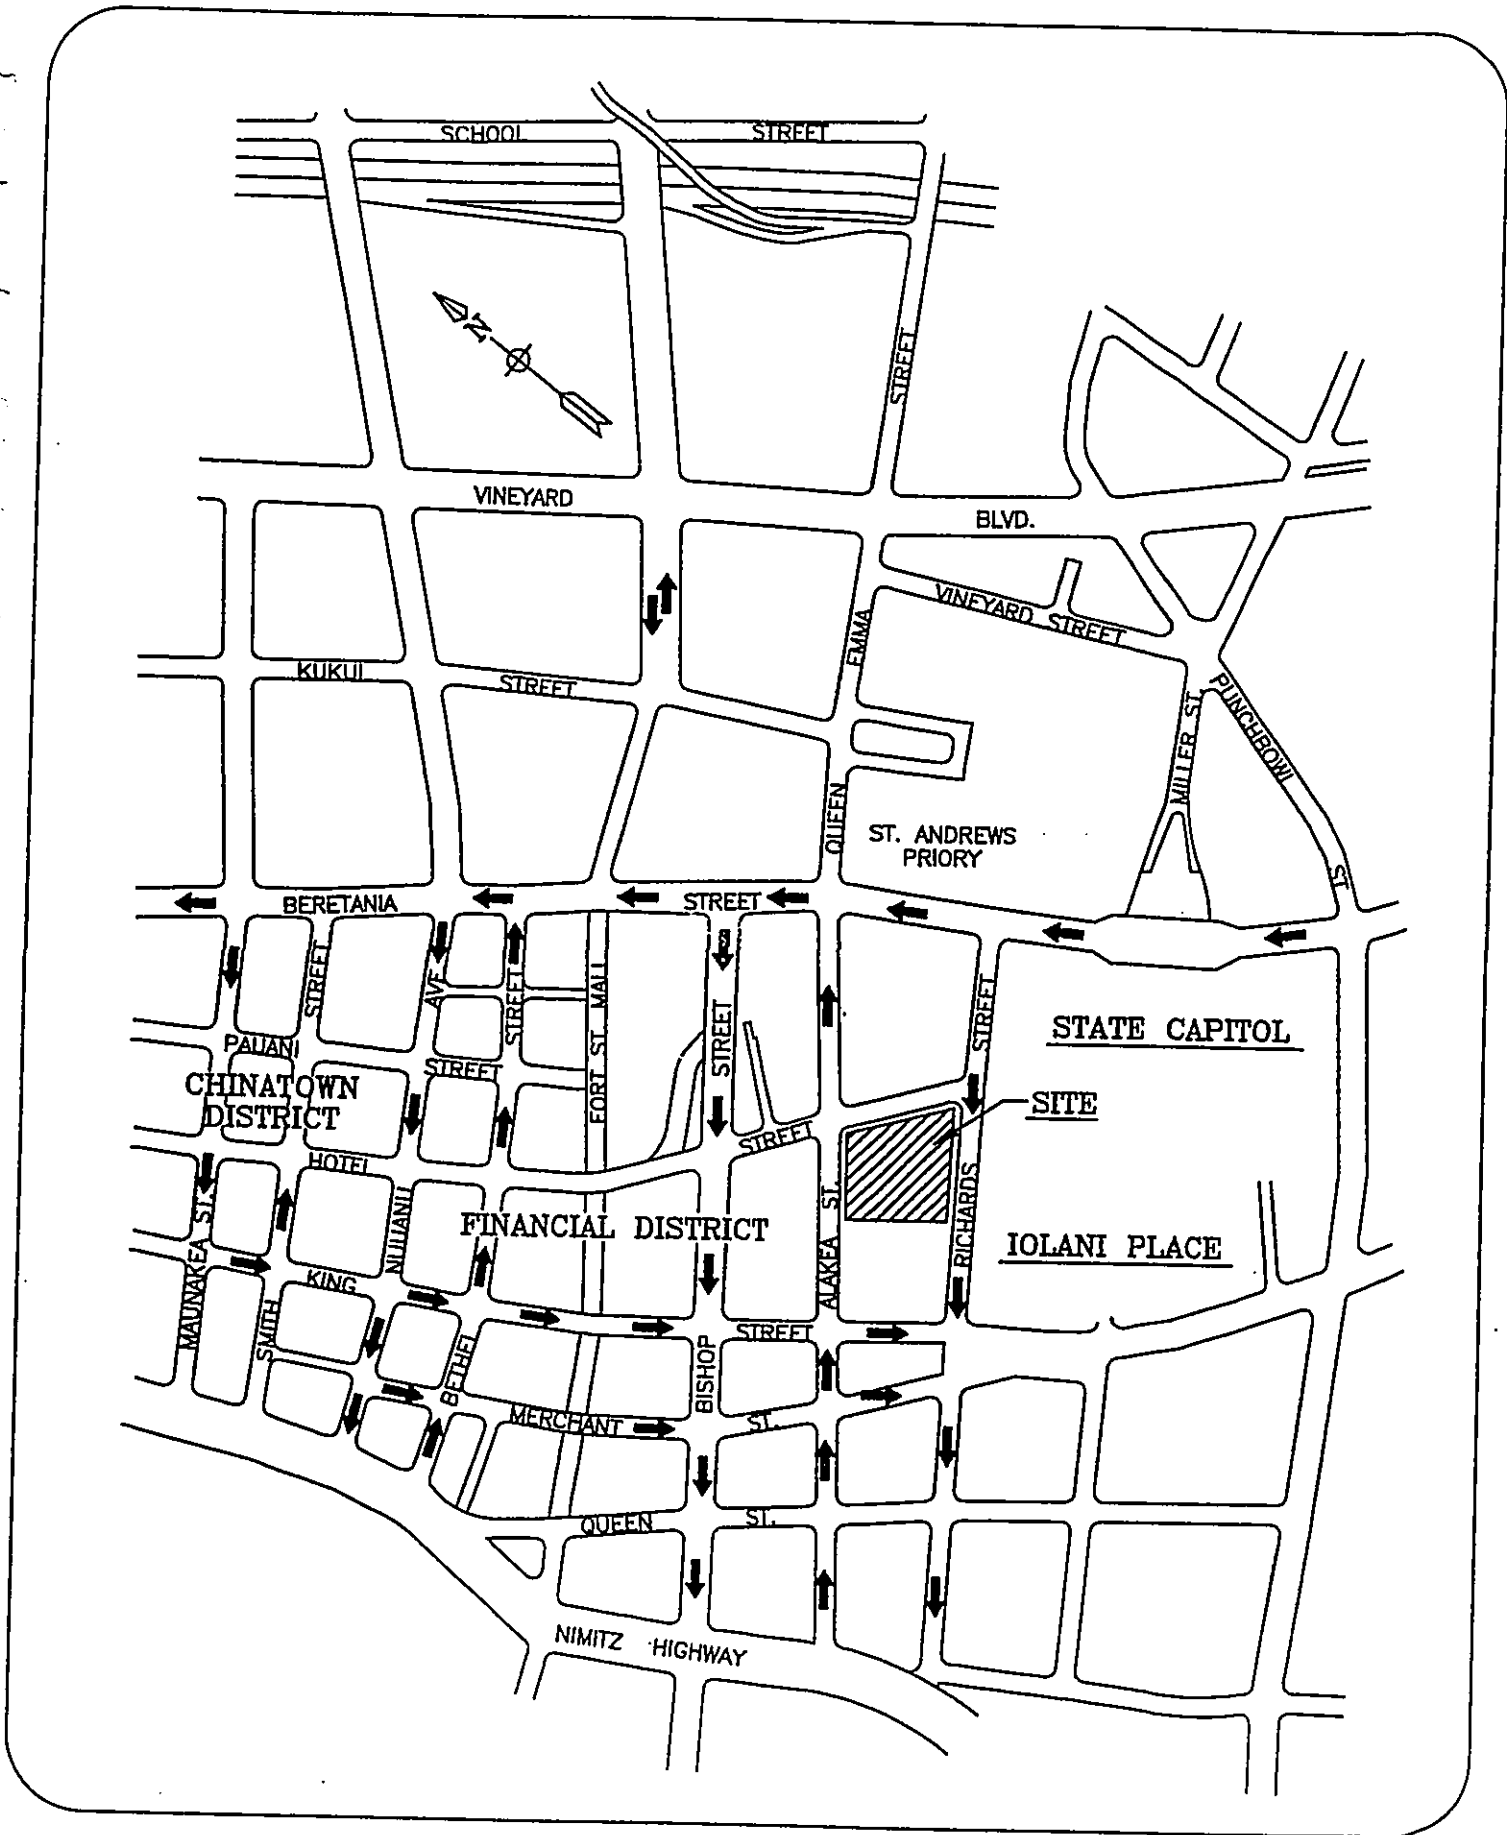 SCHOOL STREET
N
STREET
VINEYARD BLVD.
VINEYARD STREET
EMMA
KUKUI STREET
MILLER ST.
PUNCHBOWL ST.
QUEEN
ST. ANDREWS
PRIORY
BERETANIA STREET
STREET
AVE.
STREET
FORT ST. MALL
STREET
STREET
STATE CAPITOL
PAUAHI STREET
CHINATOWN
DISTRICT
SITE
STREET
HOTEL
MAUNAKEA ST.
NUUANU
FINANCIAL DISTRICT
ALAKEA ST.
RICHARDS
IOLANI PLACE
KING STREET
SMITH
BETHEL
BISHOP
MERCHANT ST.
QUEEN ST.
NIMITZ HIGHWAY